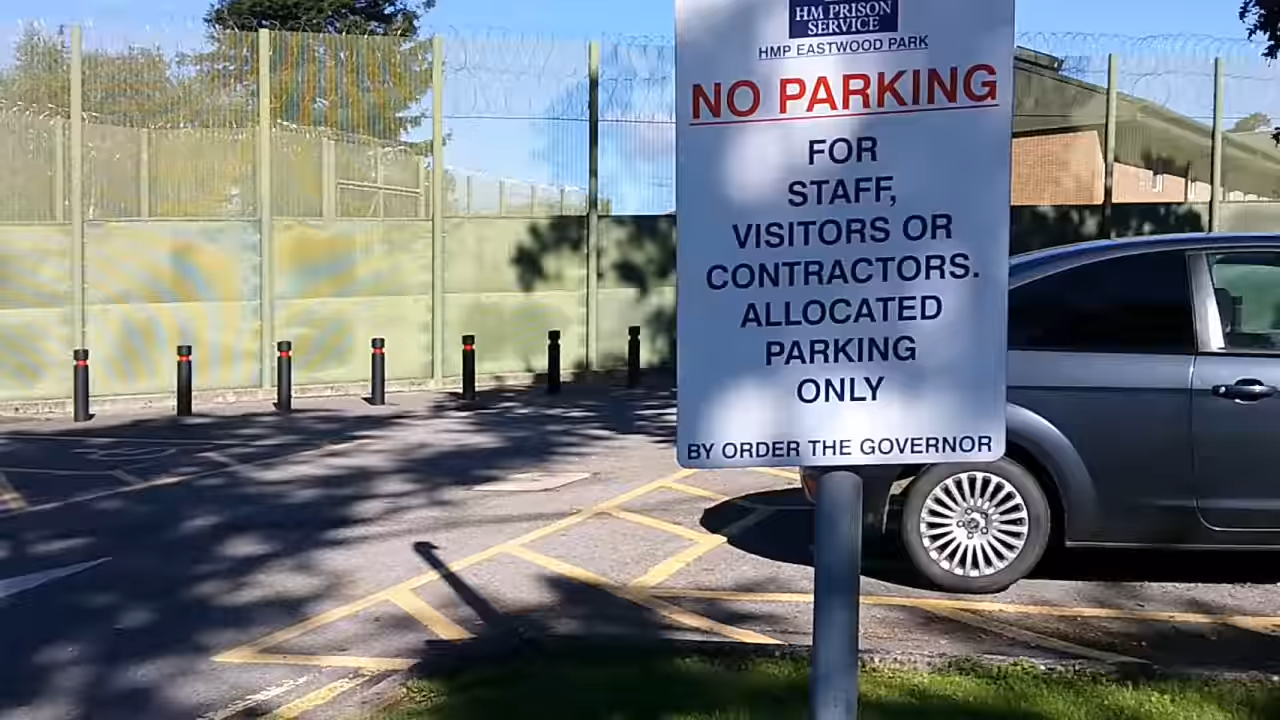 HM PRISON
SERVICE
HMP EASTWOOD PARK
NO PARKING
FOR
STAFF,
VISITORS OR
CONTRACTORS.
ALLOCATED
PARKING
ONLY
BY ORDER THE GOVERNOR